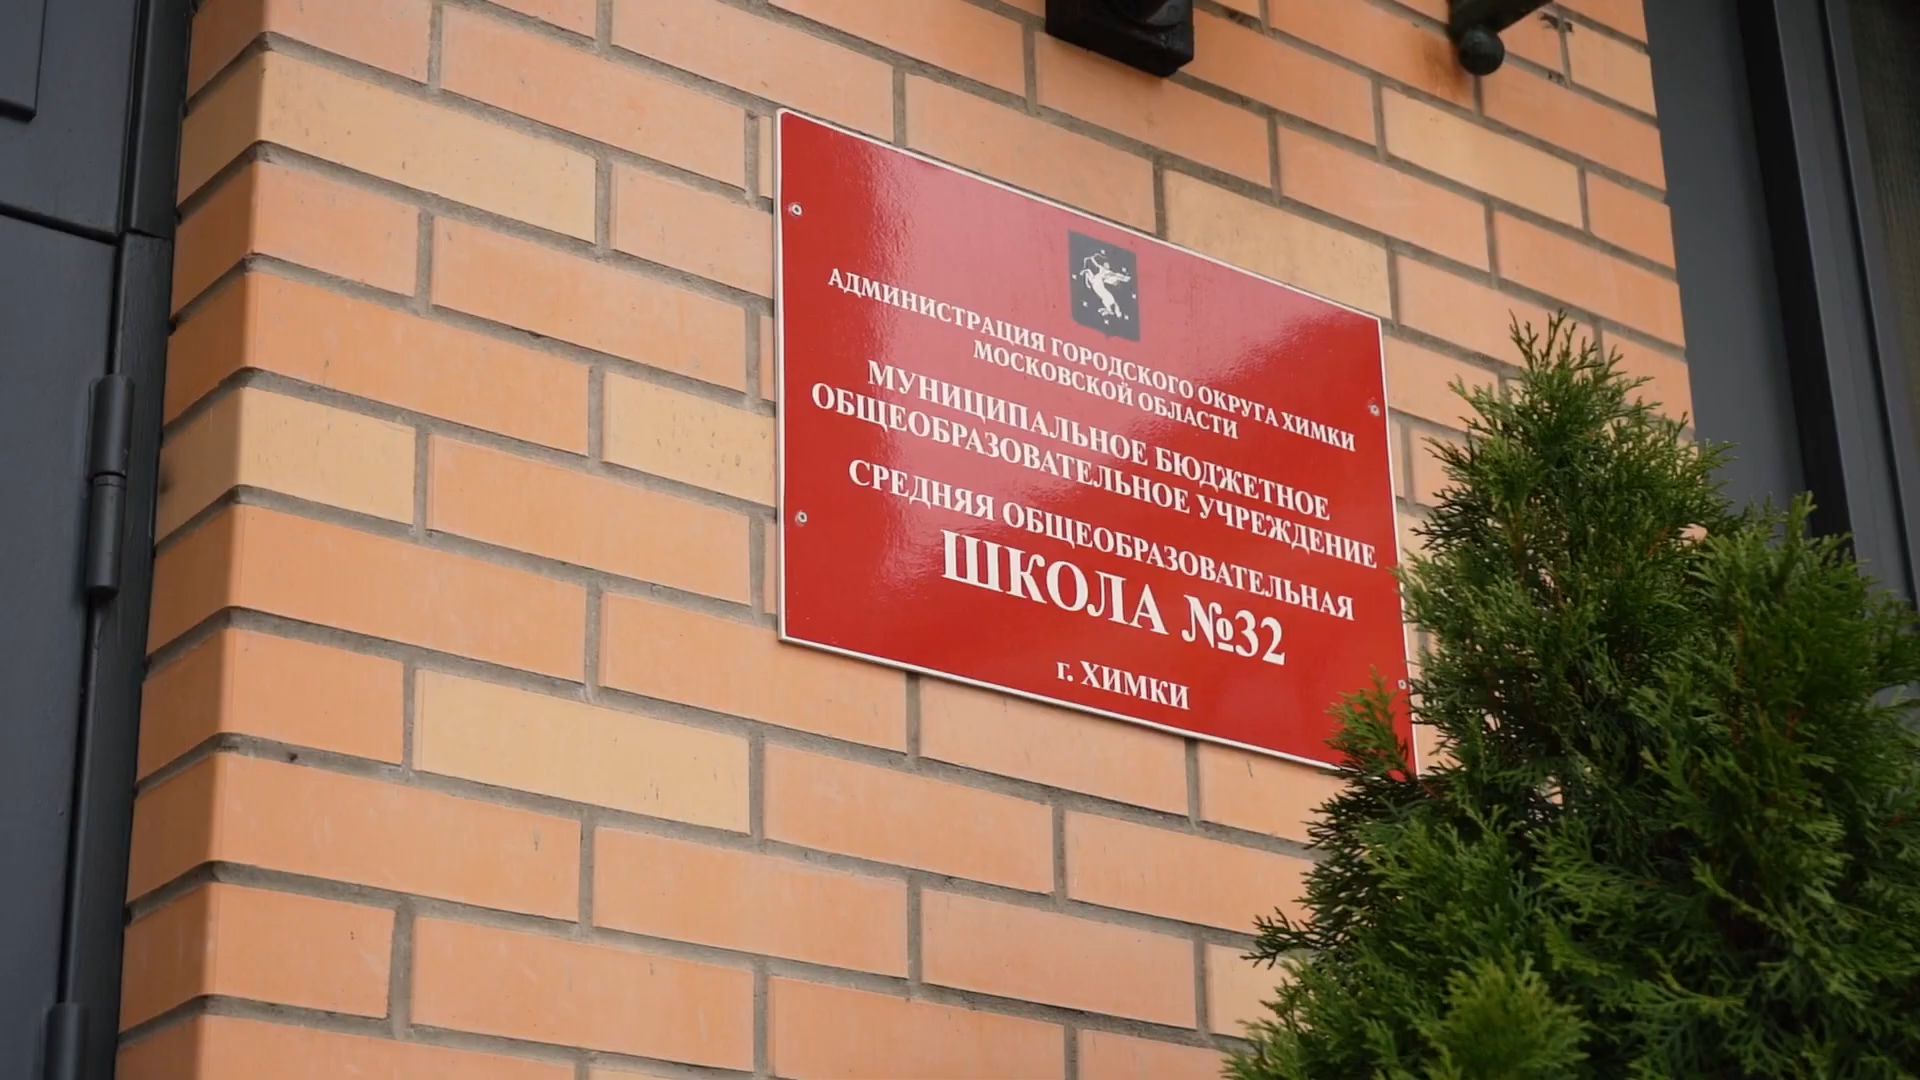 АДМИНИСТРАЦИЯ ГОРОДСКОГО ОКРУГА ХИМКИ
МОСКОВСКОЙ ОБЛАСТИ
МУНИЦИПАЛЬНОЕ БЮДЖЕТНОЕ
ОБЩЕОБРАЗОВАТЕЛЬНОЕ УЧРЕЖДЕНИЕ
СРЕДНЯЯ ОБЩЕОБРАЗОВАТЕЛЬНАЯ
ШКОЛА №32
г. ХИМКИ